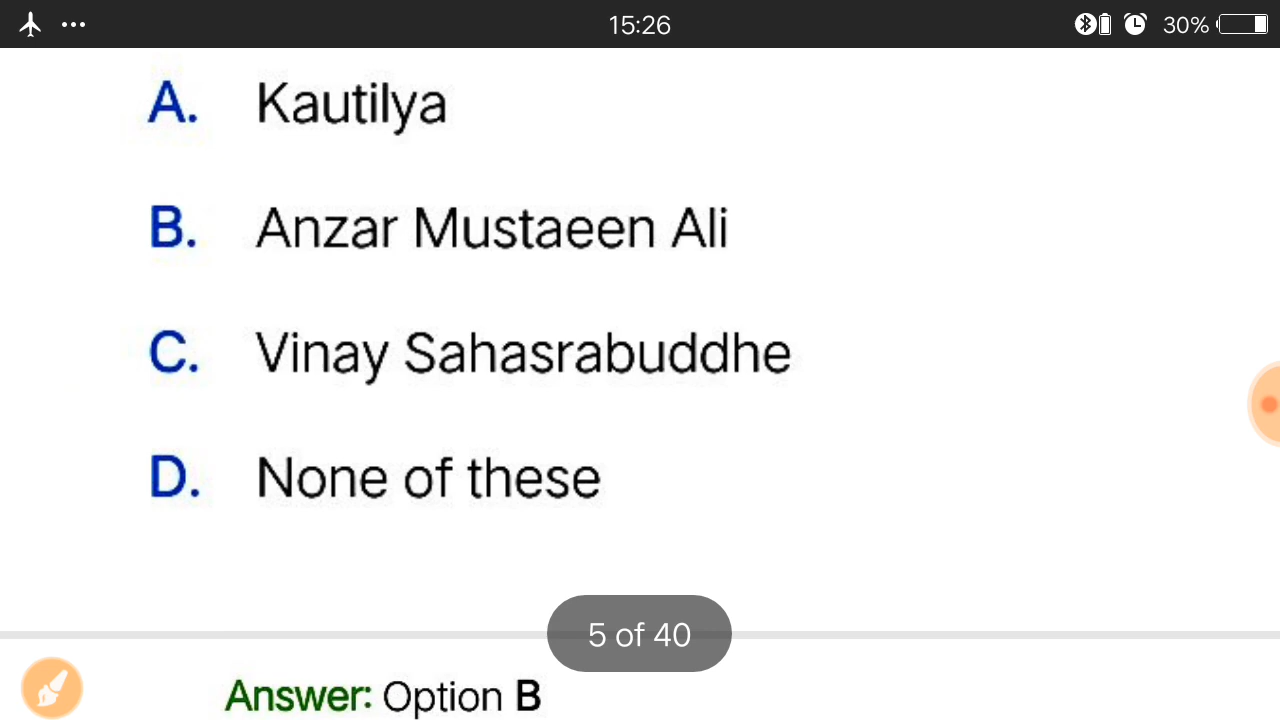 15:26
30%
A. Kautilya
B. Anzar Mustaeen Ali
C. Vinay Sahasrabuddhe
D. None of these
5 of 40
Answer: Option B